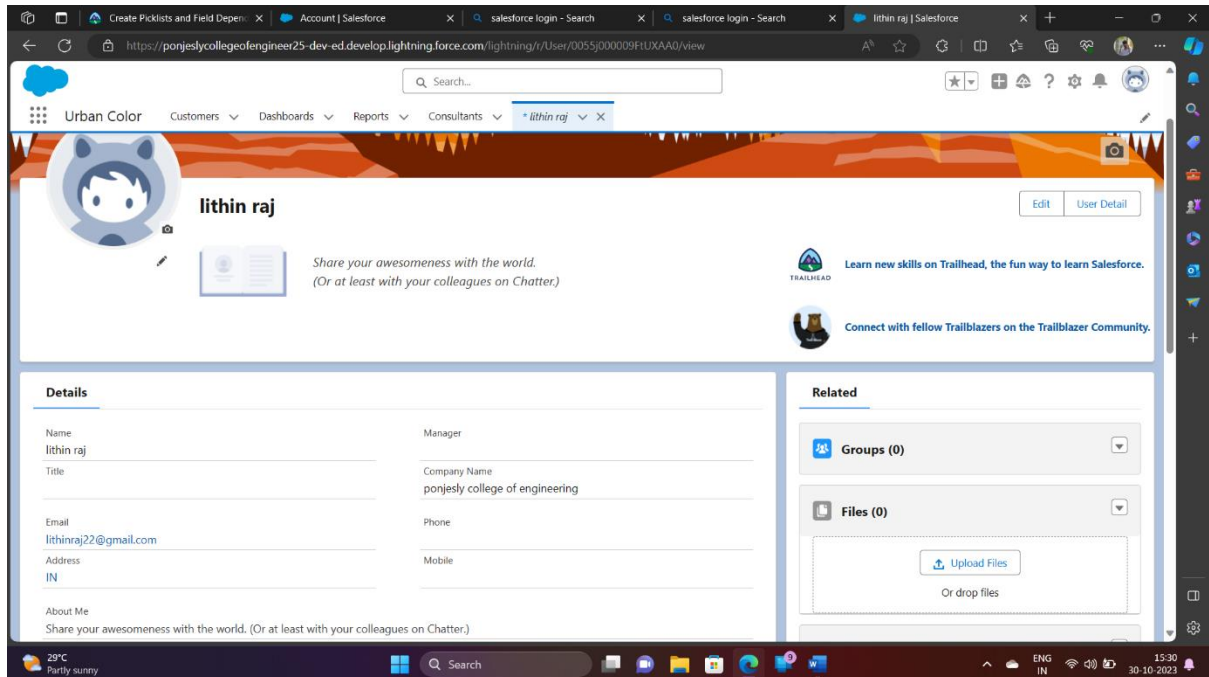 Create Picklists and Field Depend
Account | Salesforce
salesforce login - Search
salesforce login - Search
lithin raj | Salesforce
https://ponjeslycollegeofengineer25-dev-ed.develop.lightning.force.com/lightning/r/User/0055j000009FtUXAA0/view
Search...
Urban Color Customers Dashboards Reports Consultants * lithin raj
lithin raj
Edit User Detail
Share your awesomeness with the world.
(Or at least with your colleagues on Chatter.)
TRAILHEAD
Learn new skills on Trailhead, the fun way to learn Salesforce.
Connect with fellow Trailblazers on the Trailblazer Community.
Details
Name
lithin raj
Manager
Title
Company Name
ponjesly college of engineering
Email
lithinraj22@gmail.com
Phone
Address
IN
Mobile
About Me
Share your awesomeness with the world. (Or at least with your colleagues on Chatter.)
Related
Groups (0)
Files (0)
Upload Files
Or drop files
29°C
Partly sunny
Search
9
ENG
IN
15:30
30-10-2023